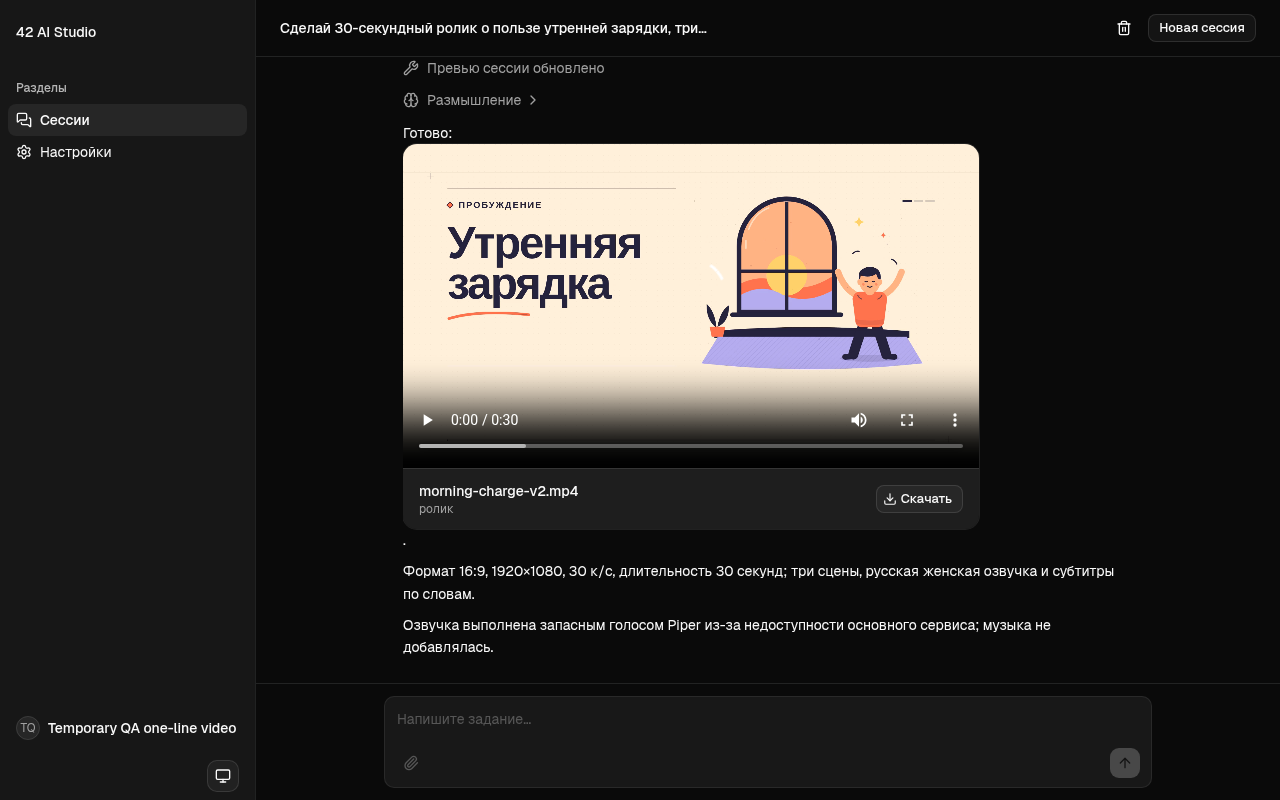 42 AI Studio
Разделы
Сессии
Настройки
TQ
Temporary QA one-line video
Сделай 30-секундный ролик о пользе утренней зарядки, три…
Новая сессия
Превью сессии обновлено
Размышление
Готово:
ПРОБУЖДЕНИЕ
Утренняя
зарядка
0:00 / 0:30
morning-charge-v2.mp4
ролик
Скачать
.
Формат 16:9, 1920×1080, 30 к/с, длительность 30 секунд; три сцены, русская женская озвучка и субтитры
по словам.
Озвучка выполнена запасным голосом Piper из-за недоступности основного сервиса; музыка не
добавлялась.
Напишите задание…